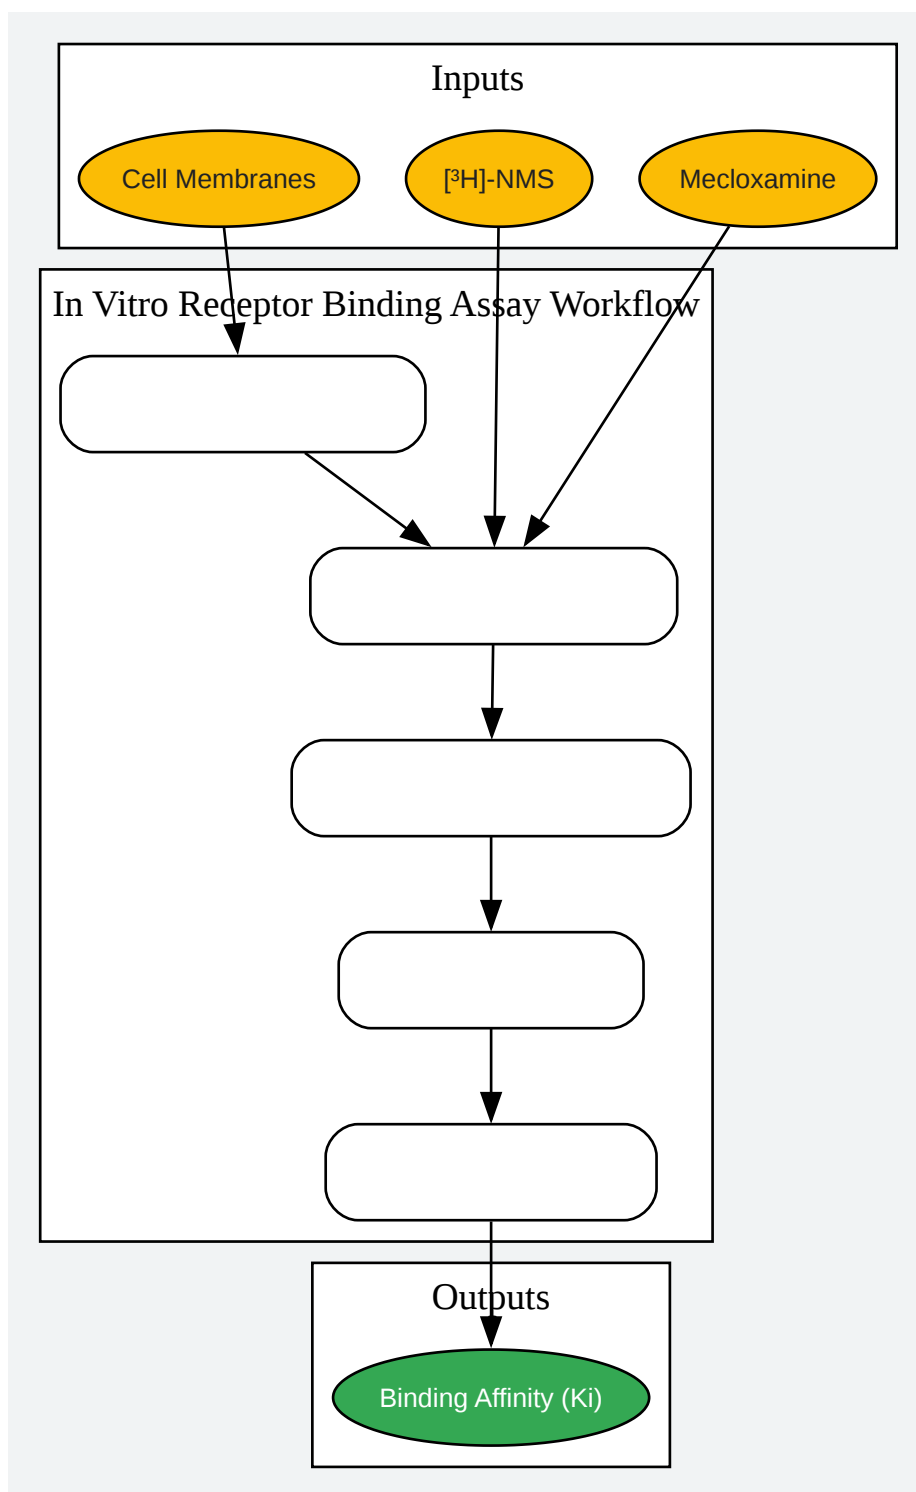 Inputs
Cell Membranes
[³H]-NMS
Mecloxamine
In Vitro Receptor Binding Assay Workflow
Outputs
Binding Affinity (Ki)